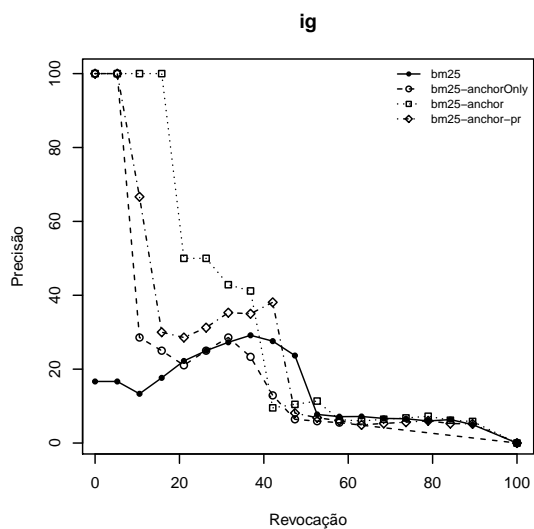 ig
bm25
bm25−anchorOnly
bm25−anchor
bm25−anchor−pr
100
80
60
40
20
0
Precisão
0 20 40 60 80 100
Revocação